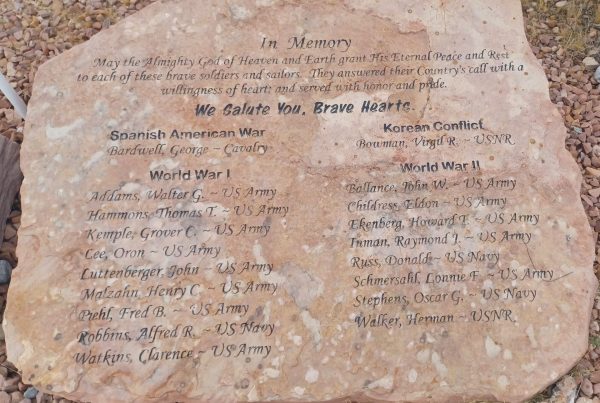 In Memory
May the Almighty God of Heaven and Earth grant His Eternal Peace and Rest
to each of these brave soldiers and sailors. They answered their Country's call with a
willingness of heart; and served with honor and pride.
We Salute You, Brave Hearts.
Spanish American War
Bardwell, George ~ Cavalry
World War I
Addams, Walter G. ~ US Army
Hammons, Thomas T. ~ US Army
Kemple, Grover C. ~ US Army
Lee, Oron ~ US Army
Luttenberger, John ~ US Army
Malzahn, Henry C. ~ US Army
Piehl, Fred B. ~ US Army
Robbins, Alfred R. ~ US Navy
Watkins, Clarence ~ US Army
Korean Conflict
Bowman, Virgil R. ~ USNR
World War II
Ballance, John W. ~ US Army
Childress, Eldon ~ US Army
Ekenberg, Howard F. ~ US Army
Inman, Raymond J. ~ US Army
Russ, Donald ~ US Navy
Schmersahl, Lonnie F. ~ US Army
Stephens, Oscar G. ~ US Navy
Walker, Herman ~ USNR